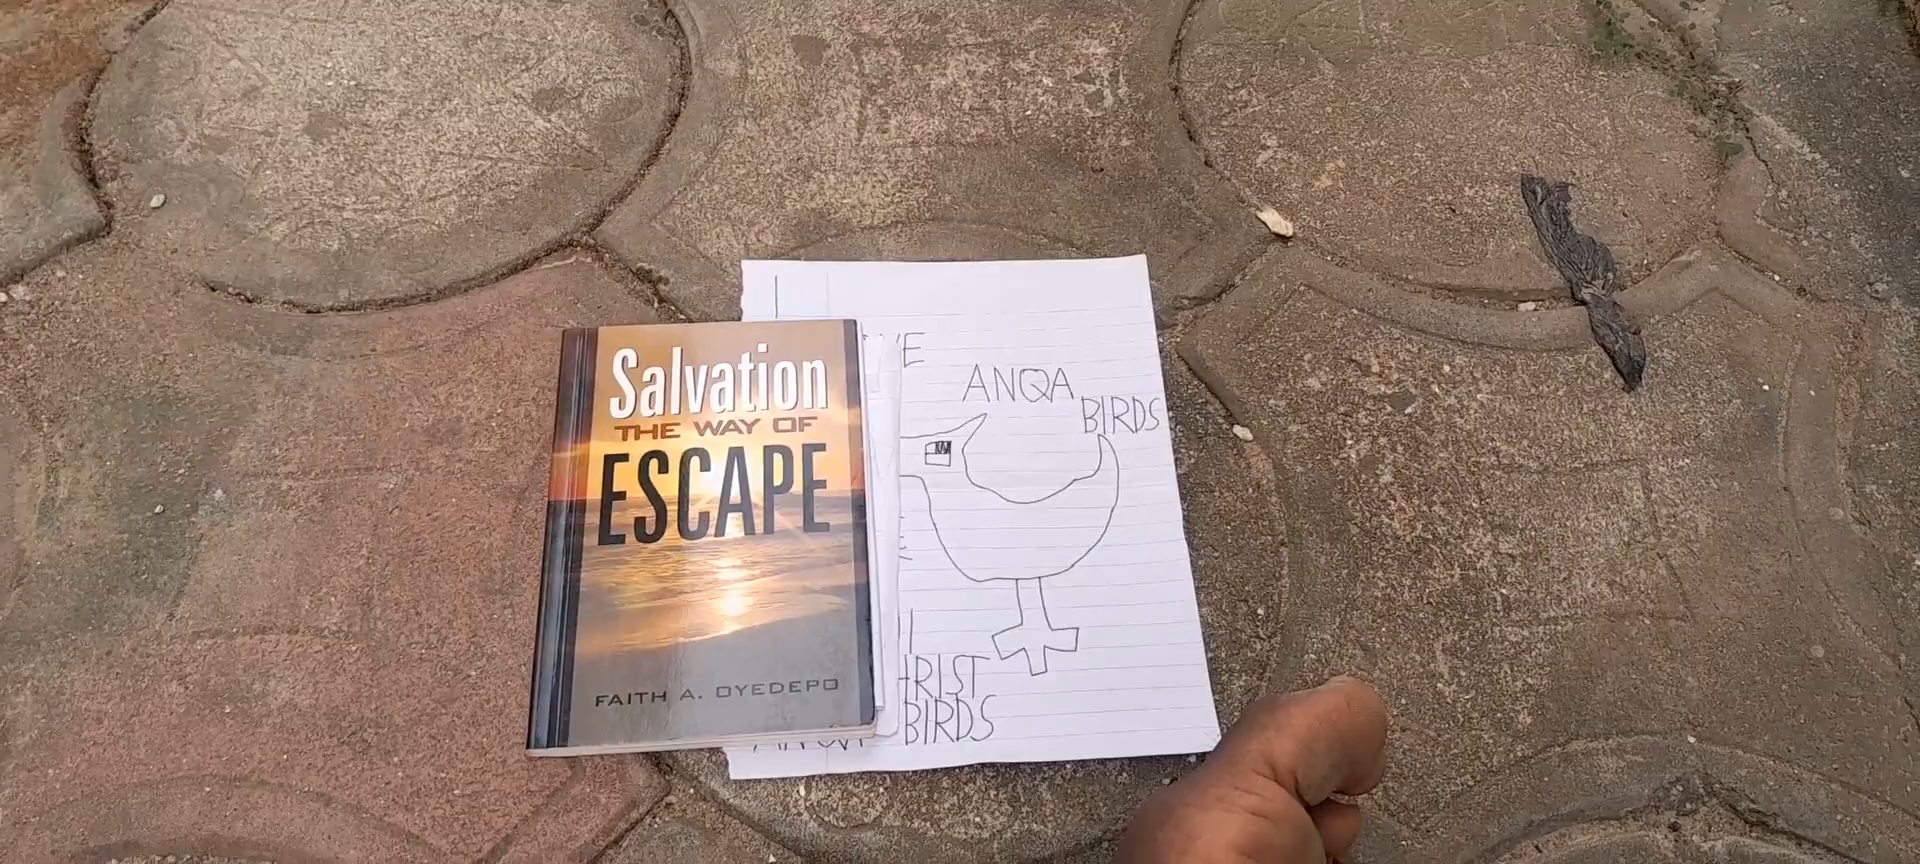 Salvation
THE WAY OF
ESCAPE
FAITH A. OYEDEPO
ANQA
BIRDS
BIRDS